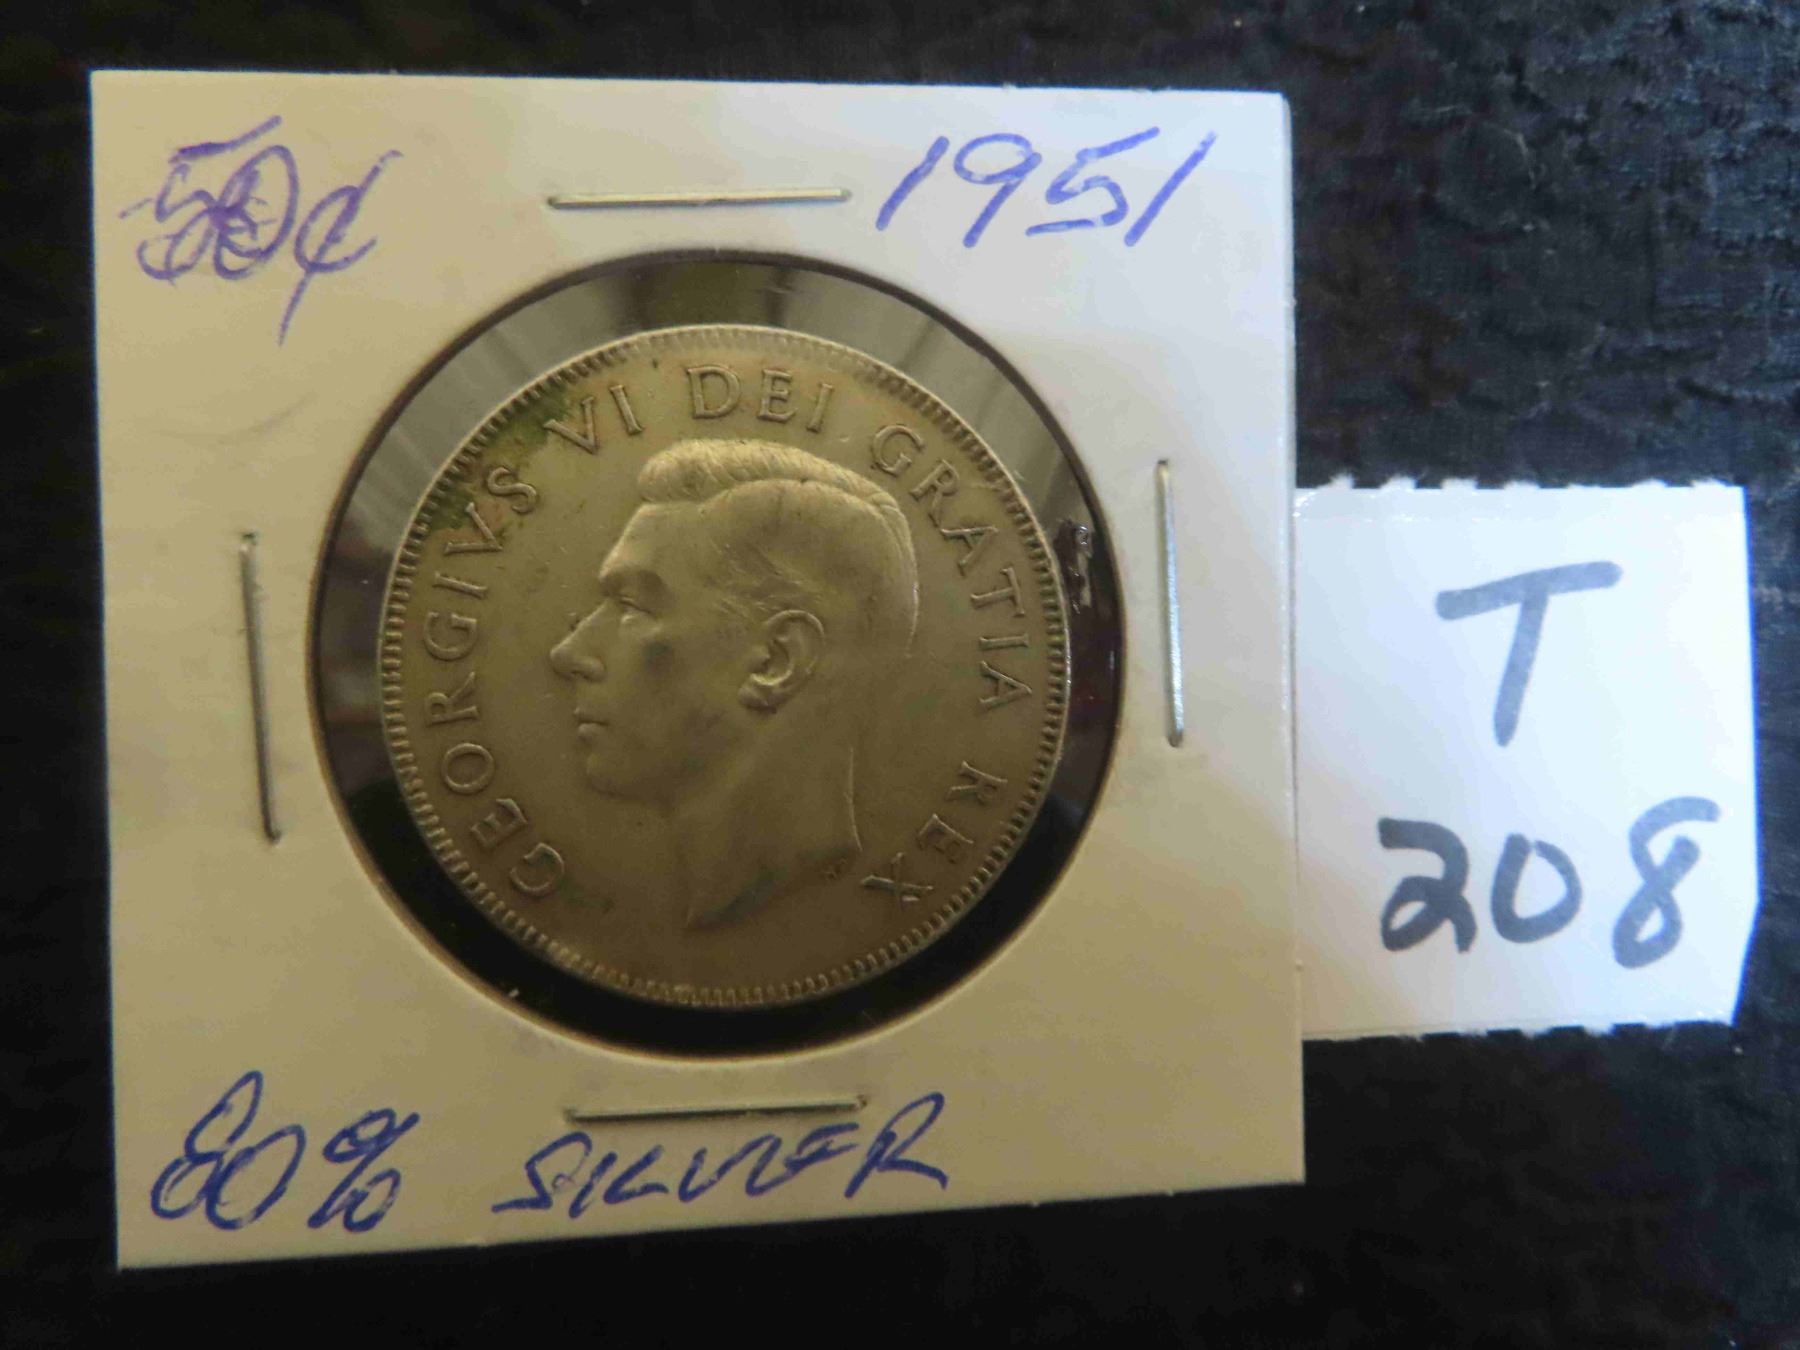 50¢ 1951
GEORGIVS VI DEI GRATIA REX
80% SILVER
T
208